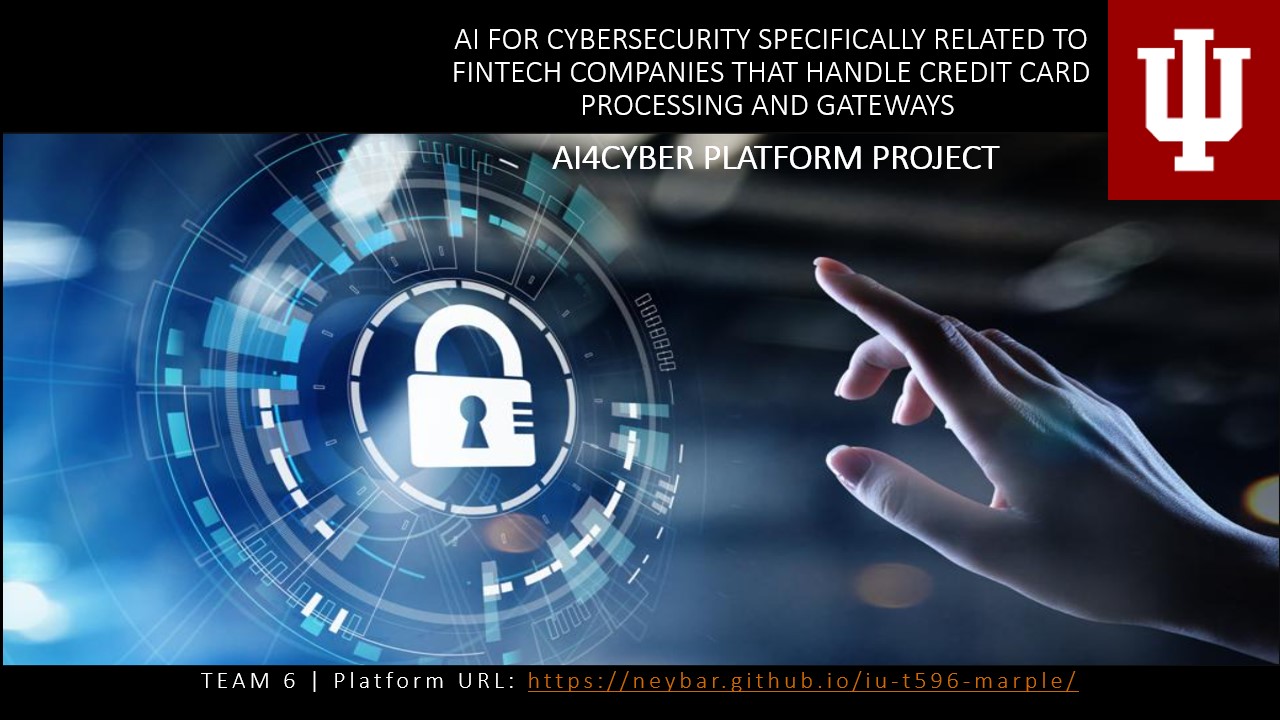 AI FOR CYBERSECURITY SPECIFICALLY RELATED TO
FINTECH COMPANIES THAT HANDLE CREDIT CARD
PROCESSING AND GATEWAYS
AI4CYBER PLATFORM PROJECT
TEAM 6 | Platform URL: https://neybar.github.io/iu-t596-marple/